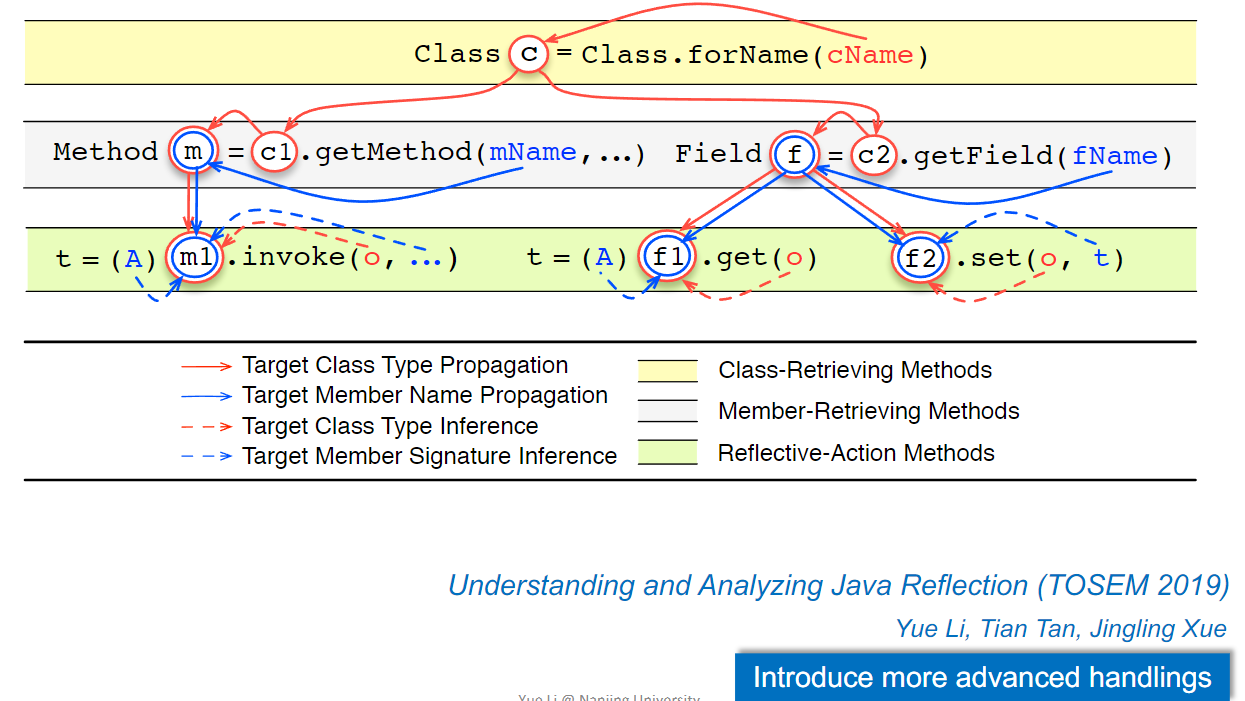 Class c = Class.forName(cName)
Method m = c1.getMethod(mName,…) Field f = c2.getField(fName)
t = (A) m1.invoke(o, …) t = (A) f1.get(o) f2.set(o, t)
Target Class Type Propagation
Target Member Name Propagation
Target Class Type Inference
Target Member Signature Inference
Class-Retrieving Methods
Member-Retrieving Methods
Reflective-Action Methods
Understanding and Analyzing Java Reflection (TOSEM 2019)
Yue Li, Tian Tan, Jingling Xue
Introduce more advanced handlings
Yue Li @ Nanjing University